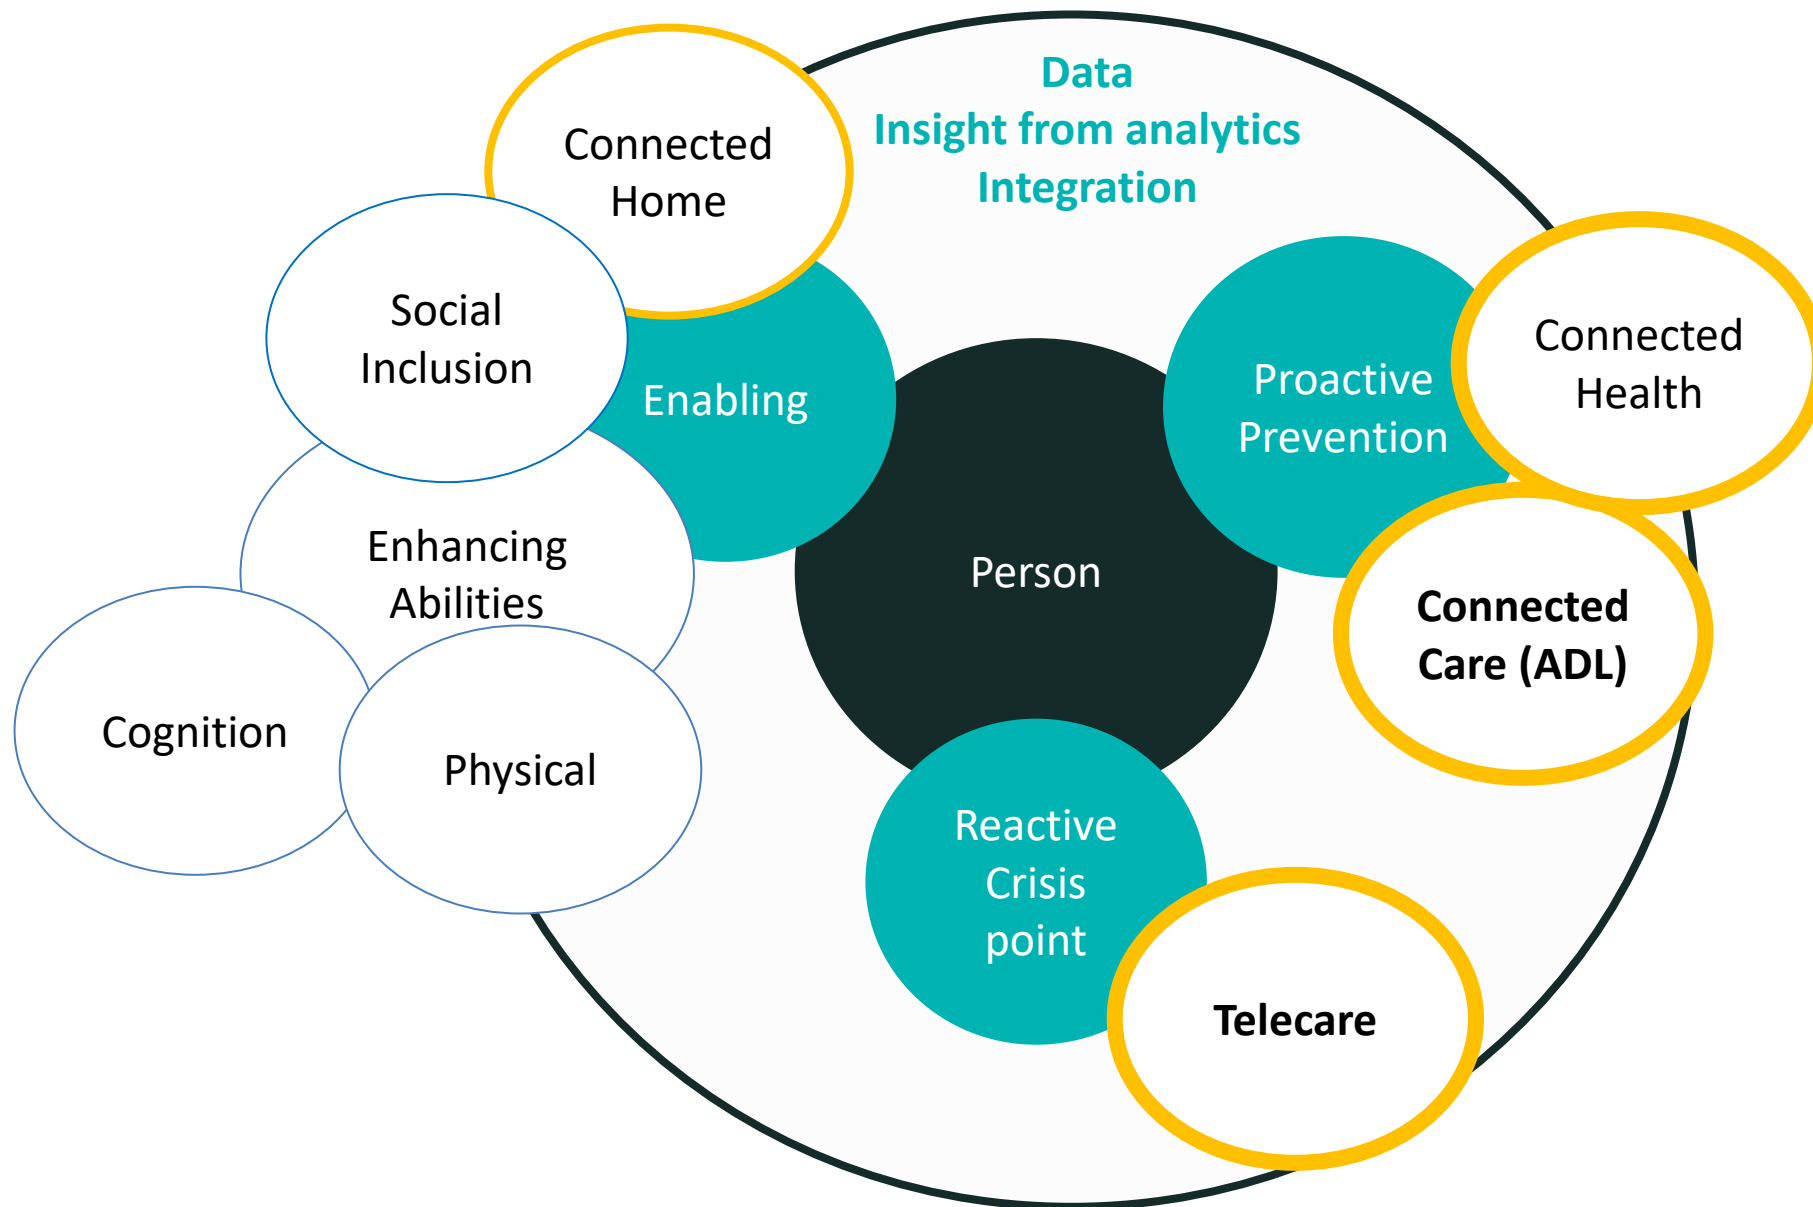 Data
Insight from analytics
Integration
Connected
Home
Social
Inclusion
Enabling
Enhancing
Abilities
Cognition
Physical
Person
Proactive
Prevention
Connected
Health
Connected
Care (ADL)
Reactive
Crisis
point
Telecare